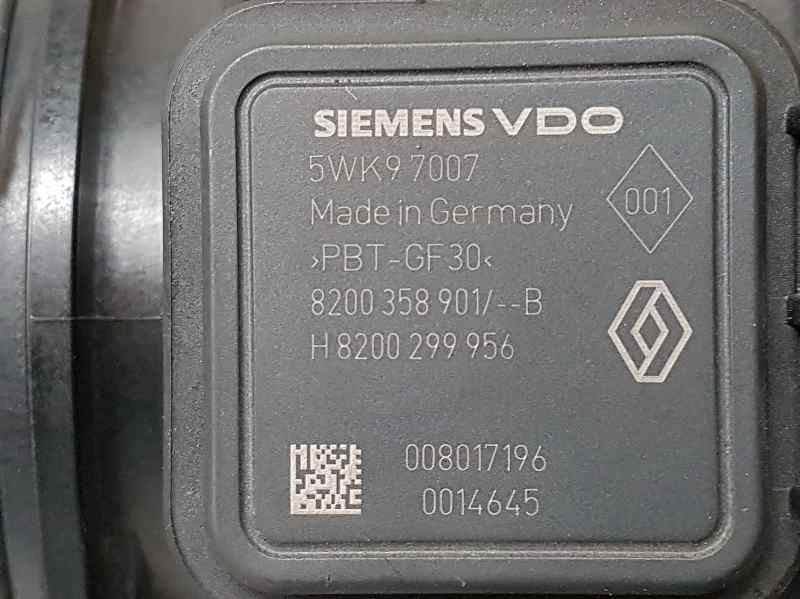 SIEMENS VDO
5WK9 7007
Made in Germany
001
›PBT-GF30‹
8200 358 901/--B
H 8200 299 956
008017196
0014645